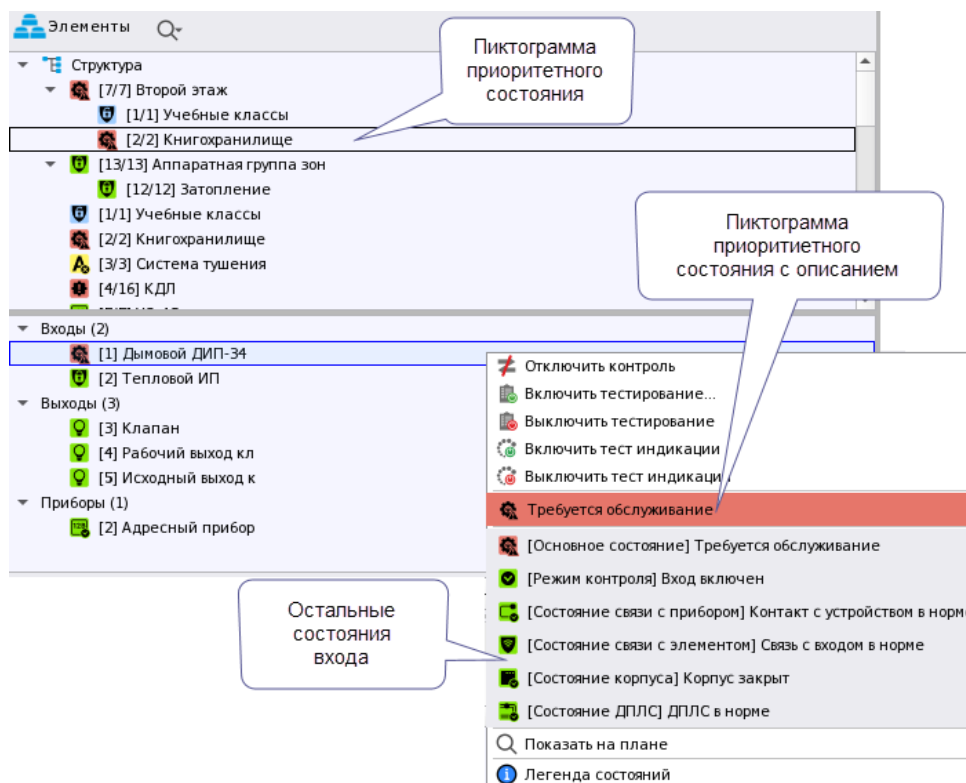 Элементы
Пиктограмма
приоритетного
состояния
Структура
[7/7] Второй этаж
[1/1] Учебные классы
[2/2] Книгохранилище
[13/13] Аппаратная группа зон
[12/12] Затопление
[1/1] Учебные классы
[2/2] Книгохранилище
[3/3] Система тушения
[4/16] КДЛ
Пиктограмма
приоритиетного
состояния с описанием
Входы (2)
[1] Дымовой ДИП-34
[2] Тепловой ИП
Выходы (3)
[3] Клапан
[4] Рабочий выход кл
[5] Исходный выход к
Приборы (1)
[2] Адресный прибор
Отключить контроль
Включить тестирование...
Выключить тестирование
Включить тест индикации
Выключить тест индикаци
Требуется обслуживание
[Основное состояние] Требуется обслуживание
[Режим контроля] Вход включен
[Состояние связи с прибором] Контакт с устройством в норм
[Состояние связи с элементом] Связь с входом в норме
[Состояние корпуса] Корпус закрыт
[Состояние ДПЛС] ДПЛС в норме
Показать на плане
Легенда состояний
Остальные
состояния
входа